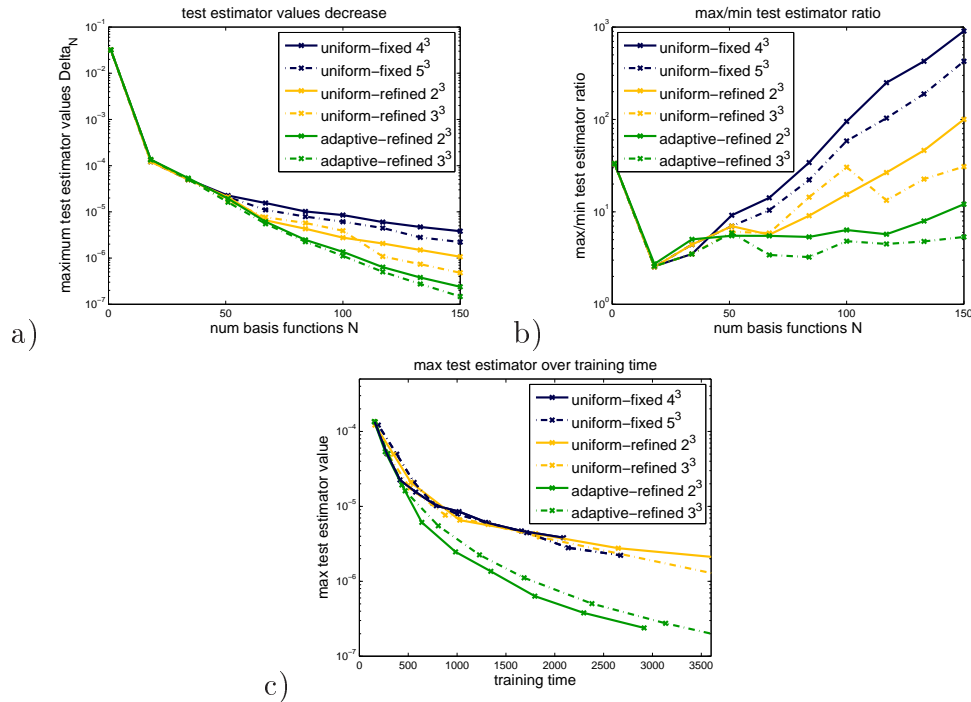 test estimator values decrease
maximum test estimator values Delta_N
10^0
10^-1
10^-2
10^-3
10^-4
10^-5
10^-6
10^-7
uniform-fixed 4^3
uniform-fixed 5^3
uniform-refined 2^3
uniform-refined 3^3
adaptive-refined 2^3
adaptive-refined 3^3
0 50 100 150
num basis functions N
a)
max/min test estimator ratio
max/min test estimator ratio
10^3
10^2
10^1
10^0
uniform-fixed 4^3
uniform-fixed 5^3
uniform-refined 2^3
uniform-refined 3^3
adaptive-refined 2^3
adaptive-refined 3^3
0 50 100 150
num basis functions N
b)
max test estimator over training time
max test estimator value
10^-4
10^-5
10^-6
10^-7
uniform-fixed 4^3
uniform-fixed 5^3
uniform-refined 2^3
uniform-refined 3^3
adaptive-refined 2^3
adaptive-refined 3^3
0 500 1000 1500 2000 2500 3000 3500
training time
c)